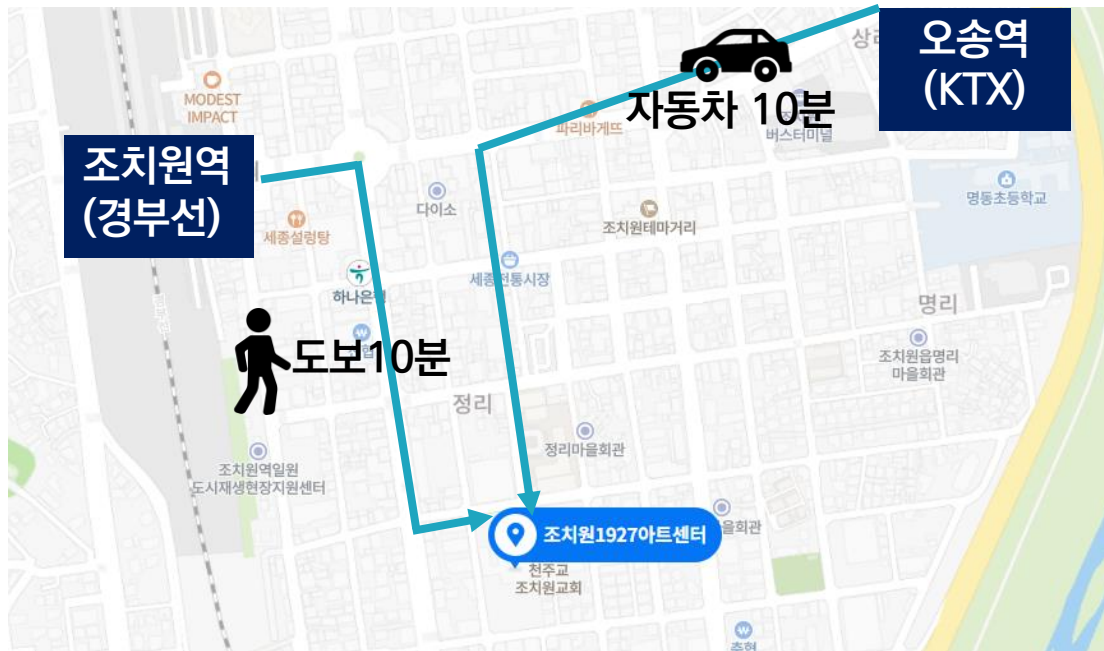 오송역
(KTX)
자동차 10분
MODEST
IMPACT
파리바게뜨
버스터미널
조치원역
(경부선)
다이소
명동초등학교
세종설렁탕
조치원테마거리
세종전통시장
하나은행
명리
도보10분
조치원읍명리
마을회관
정리
정리마을회관
조치원역일원
도시재생현장지원센터
조치원1927아트센터
을회관
천주교
조치원교회
축협